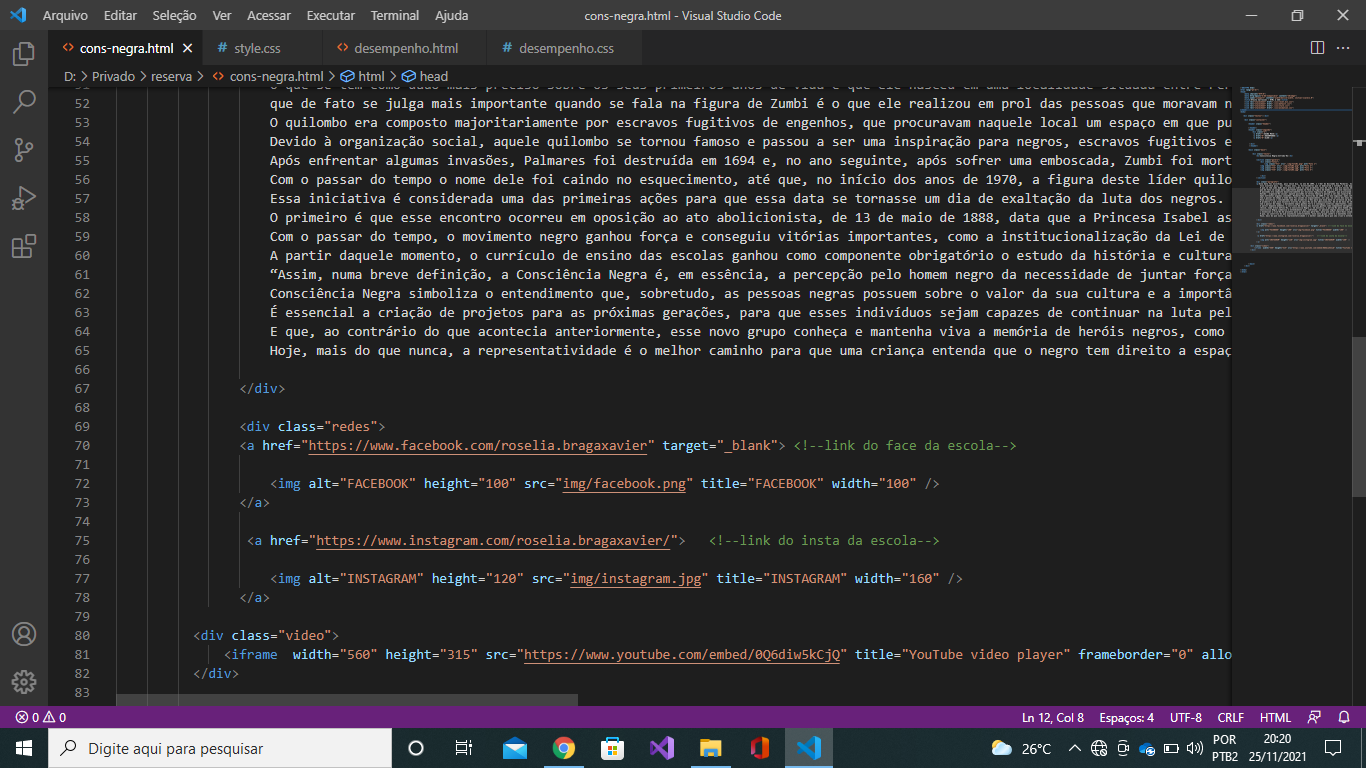 Arquivo Editar Seleção Ver Acessar Executar Terminal Ajuda cons-negra.html - Visual Studio Code
cons-negra.html style.css desempenho.html desempenho.css
D: > Privado > reserva > cons-negra.html > html > head
52 que de fato se julga mais importante quando se fala na figura de Zumbi é o que ele realizou em prol das pessoas que moravam n
53 O quilombo era composto majoritariamente por escravos fugitivos de engenhos, que procuravam naquele local um espaço em que pu
54 Devido à organização social, aquele quilombo se tornou famoso e passou a ser uma inspiração para negros, escravos fugitivos e
55 Após enfrentar algumas invasões, Palmares foi destruída em 1694 e, no ano seguinte, após sofrer uma emboscada, Zumbi foi mort
56 Com o passar do tempo o nome dele foi caindo no esquecimento, até que, no início dos anos de 1970, a figura deste líder quilo
57 Essa iniciativa é considerada uma das primeiras ações para que essa data se tornasse um dia de exaltação da luta dos negros.
58 O primeiro é que esse encontro ocorreu em oposição ao ato abolicionista, de 13 de maio de 1888, data que a Princesa Isabel as
59 Com o passar do tempo, o movimento negro ganhou força e conseguiu vitórias importantes, como a institucionalização da Lei de
60 A partir daquele momento, o currículo de ensino das escolas ganhou como componente obrigatório o estudo da história e cultura
61 “Assim, numa breve definição, a Consciência Negra é, em essência, a percepção pelo homem negro da necessidade de juntar força
62 Consciência Negra simboliza o entendimento que, sobretudo, as pessoas negras possuem sobre o valor da sua cultura e a importâ
63 É essencial a criação de projetos para as próximas gerações, para que esses indivíduos sejam capazes de continuar na luta pel
64 E que, ao contrário do que acontecia anteriormente, esse novo grupo conheça e mantenha viva a memória de heróis negros, como
65 Hoje, mais do que nunca, a representatividade é o melhor caminho para que uma criança entenda que o negro tem direito a espaç
66
67 </div>
68
69 <div class="redes">
70 <a href="https://www.facebook.com/roselia.bragaxavier" target="_blank"> <!--link do face da escola-->
71
72 <img alt="FACEBOOK" height="100" src="img/facebook.png" title="FACEBOOK" width="100" />
73 </a>
74
75 <a href="https://www.instagram.com/roselia.bragaxavier/"> <!--link do insta da escola-->
76
77 <img alt="INSTAGRAM" height="120" src="img/instagram.jpg" title="INSTAGRAM" width="160" />
78 </a>
79
80 <div class="video">
81 <iframe width="560" height="315" src="https://www.youtube.com/embed/0Q6diw5kCjQ" title="YouTube video player" frameborder="0" allo
82 </div>
83
0 0 Ln 12, Col 8 Espaços: 4 UTF-8 CRLF HTML
Digite aqui para pesquisar 26°C POR 20:20
PTB2 25/11/2021